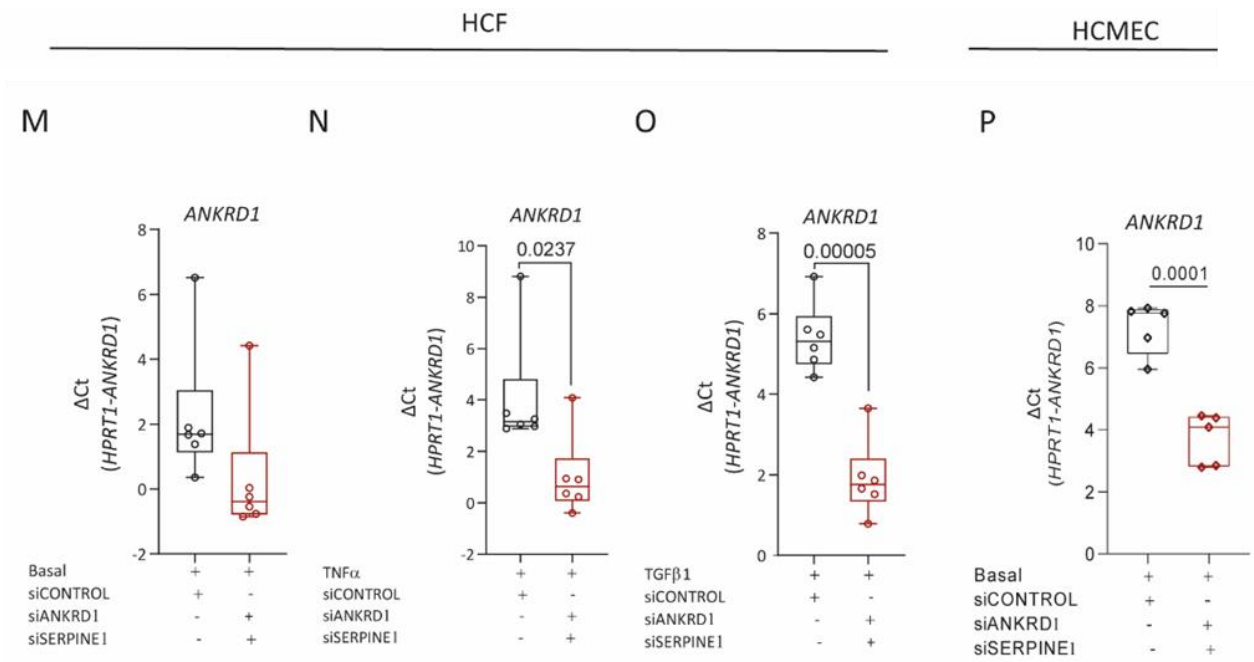 HCF
HCMEC
M
N
O
P
ANKRD1
8
6
4
2
0
-2
ΔCt
(HPRT1-ANKRD1)
Basal + +
siCONTROL + -
siANKRD1 - +
siSERPINE1 - +
ANKRD1
0.0237
10
8
6
4
2
0
-2
ΔCt
(HPRT1-ANKRD1)
TNFα + +
siCONTROL + -
siANKRD1 - +
siSERPINE1 - +
ANKRD1
0.00005
8
6
4
2
0
ΔCt
(HPRT1-ANKRD1)
TGFβ1 + +
siCONTROL + -
siANKRD1 - +
siSERPINE1 - +
ANKRD1
0.0001
10
8
6
4
2
0
ΔCt
(HPRT1-ANKRD1)
Basal + +
siCONTROL + -
siANKRD1 - +
siSERPINE1 - +